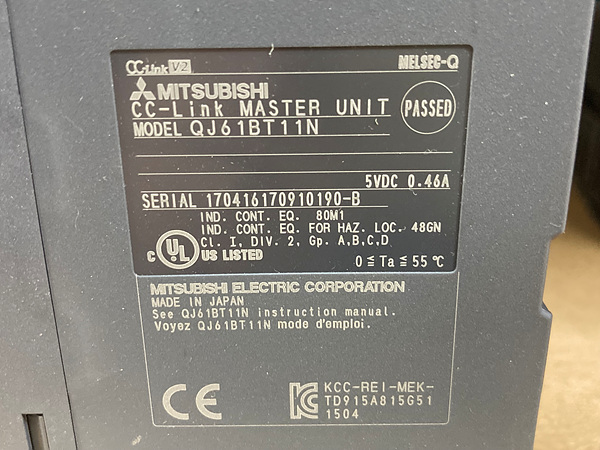 CC-Link V2 MELSEC-Q
MITSUBISHI
CC-Link MASTER UNIT PASSED
MODEL QJ61BT11N
5VDC 0.46A
SERIAL 170416170910190-B
IND. CONT. EQ. 80M1
IND. CONT. EQ. FOR HAZ. LOC. 48GN
Cl. I, DIV. 2, Gp. A,B,C,D
C UL US LISTED 0≦Ta≦55℃
MITSUBISHI ELECTRIC CORPORATION
MADE IN JAPAN
See QJ61BT11N instruction manual.
Voyez QJ61BT11N mode d'emploi.
CE
KCC-REI-MEK-
TD915A815G51
1504